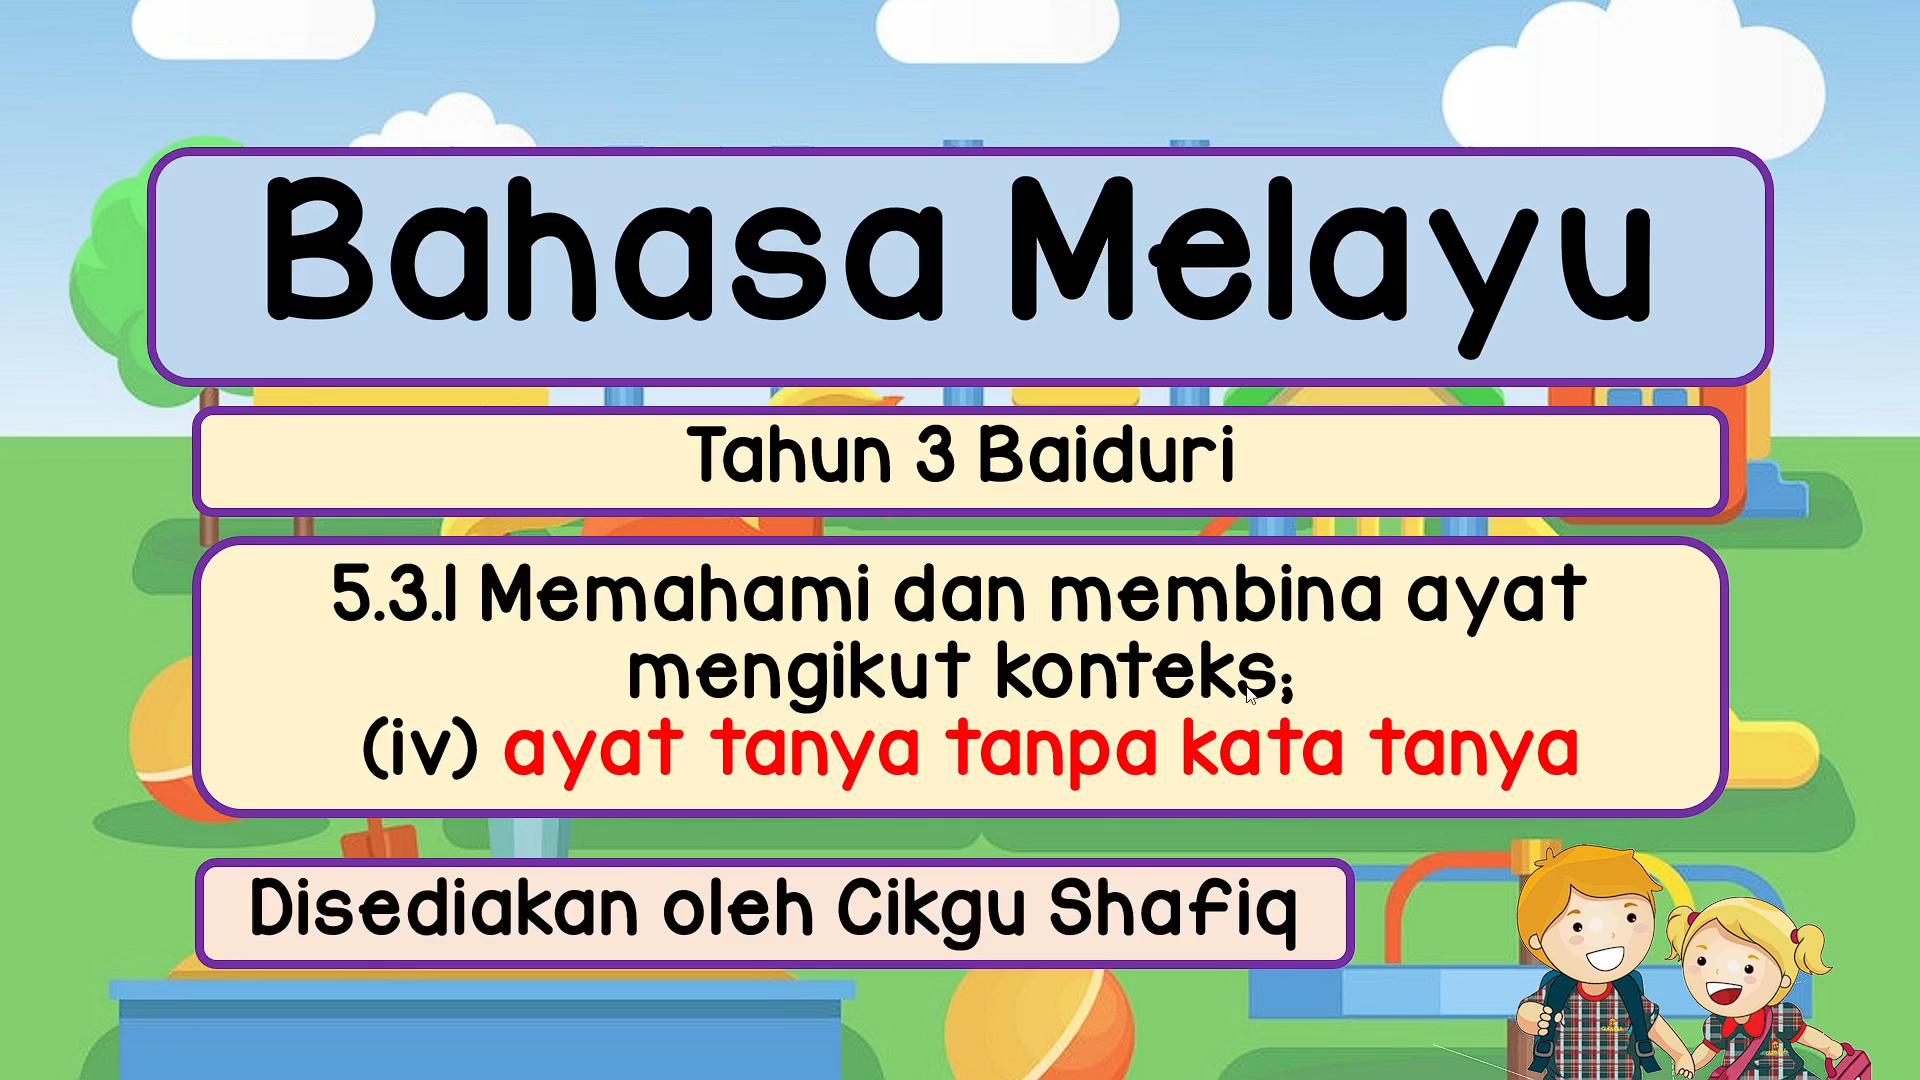 Bahasa Melayu
Tahun 3 Baiduri
5.3.1 Memahami dan membina ayat
mengikut konteks;
(iv) ayat tanya tanpa kata tanya
Disediakan oleh Cikgu Shafiq